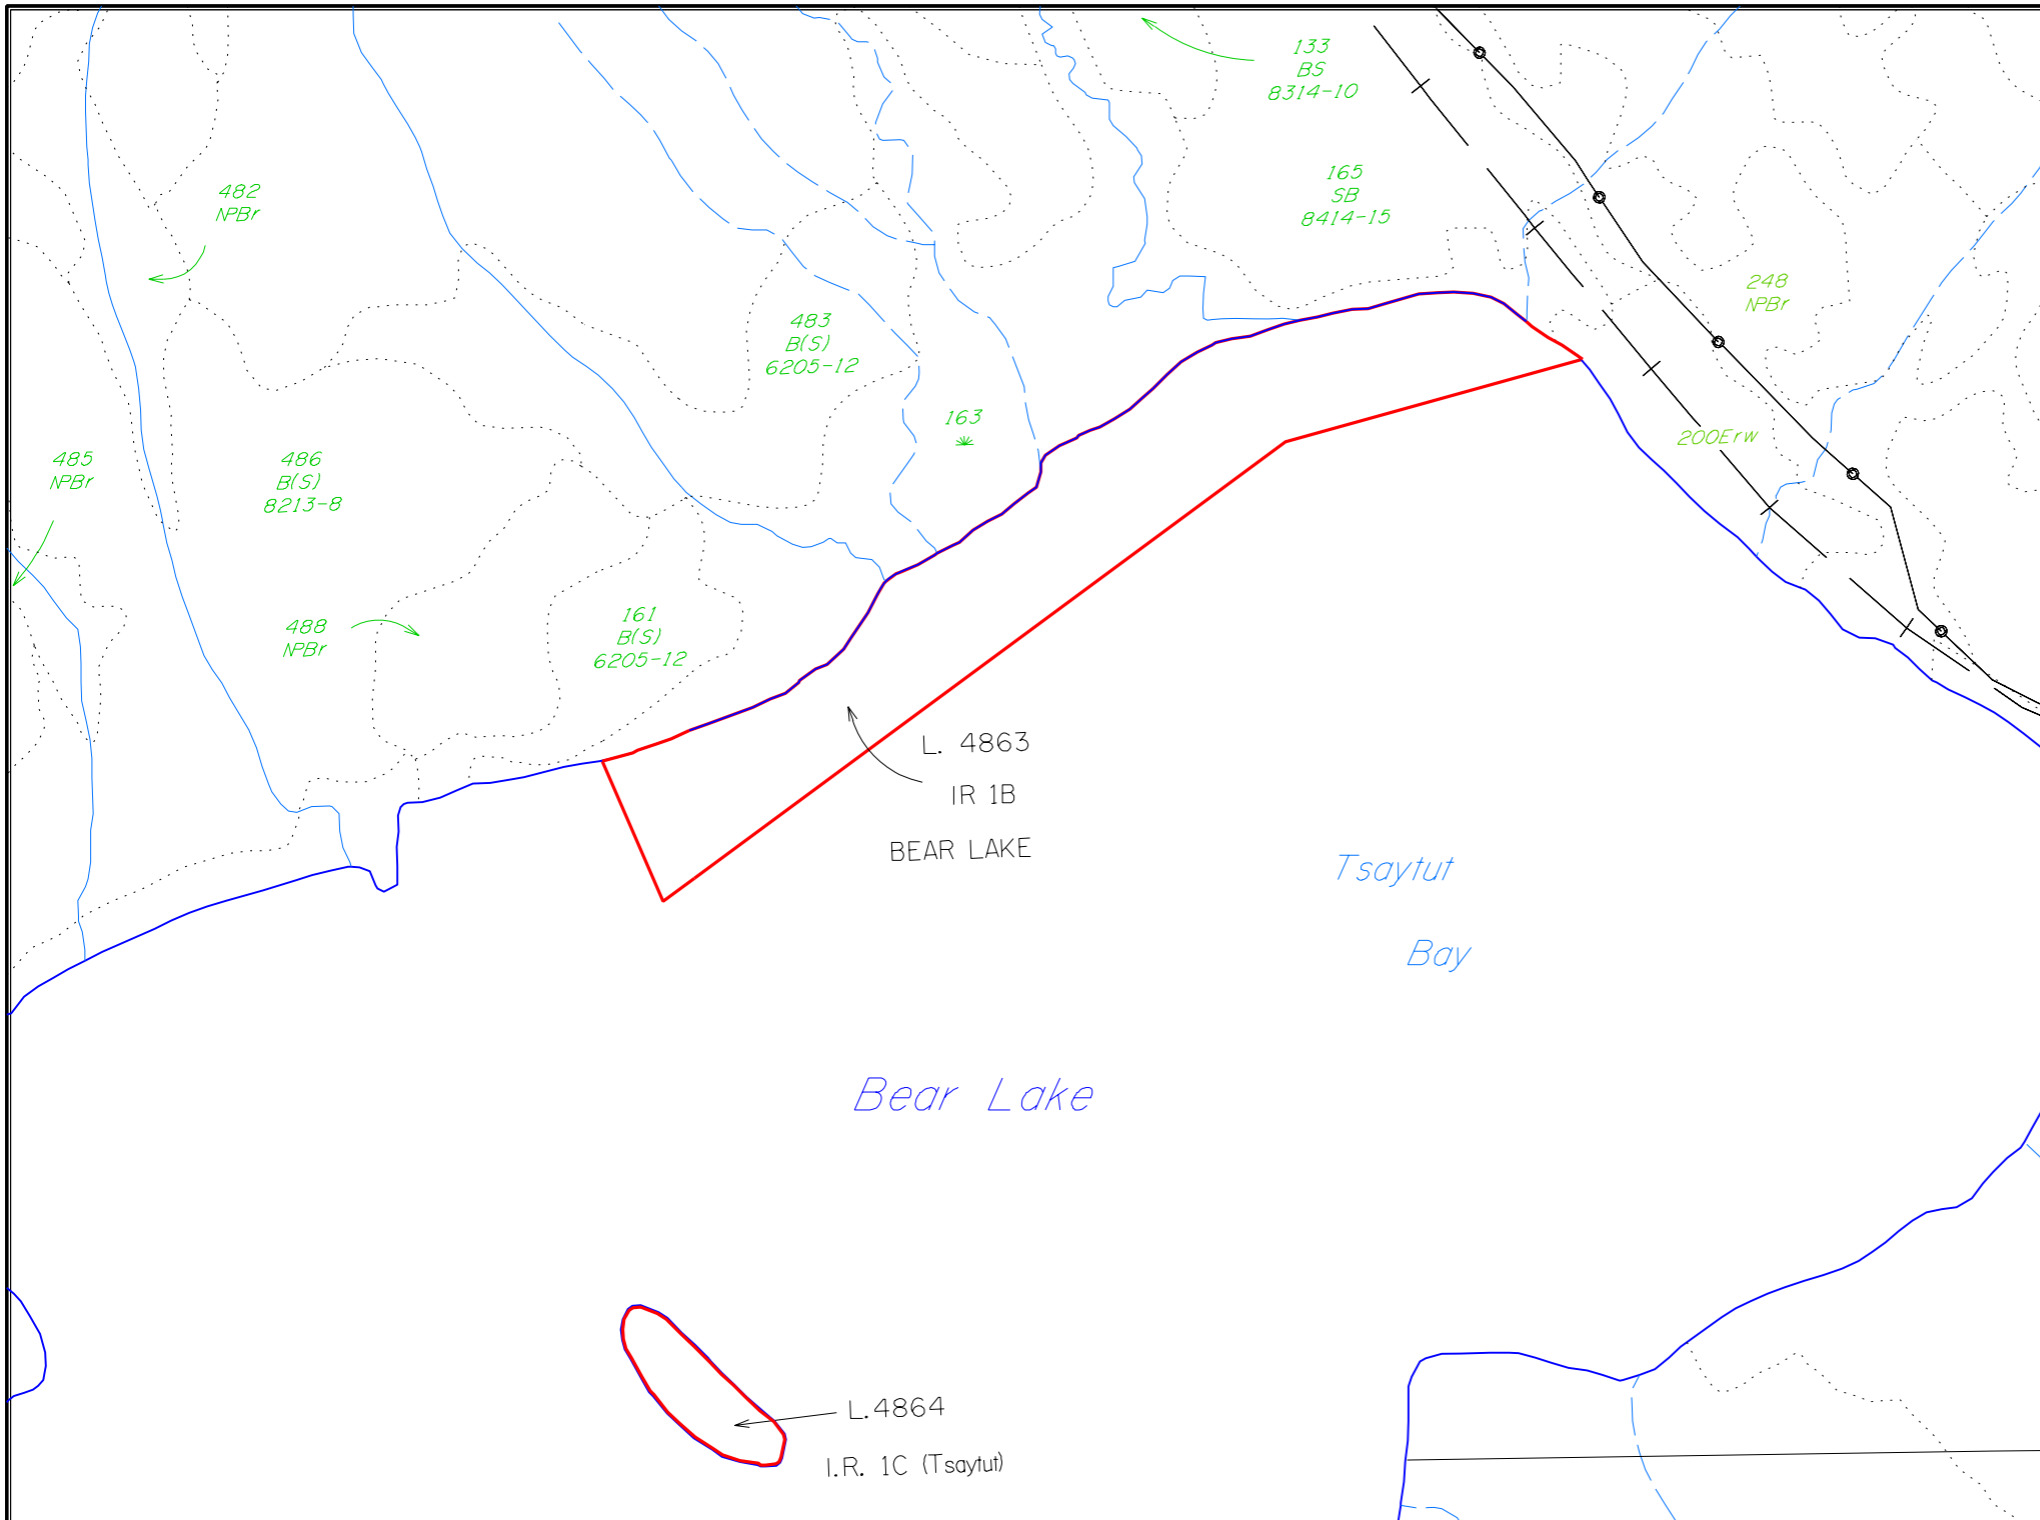 133
BS
8314-10
165
SB
8414-15
482
NPBr
248
NPBr
483
B(S)
6205-12
163
200Erw
485
NPBr
486
B(S)
8213-8
488
NPBr
161
B(S)
6205-12
L. 4863
IR 1B
BEAR LAKE
Tsaytut
Bay
Bear Lake
L.4864
I.R. 1C (Tsaytut)